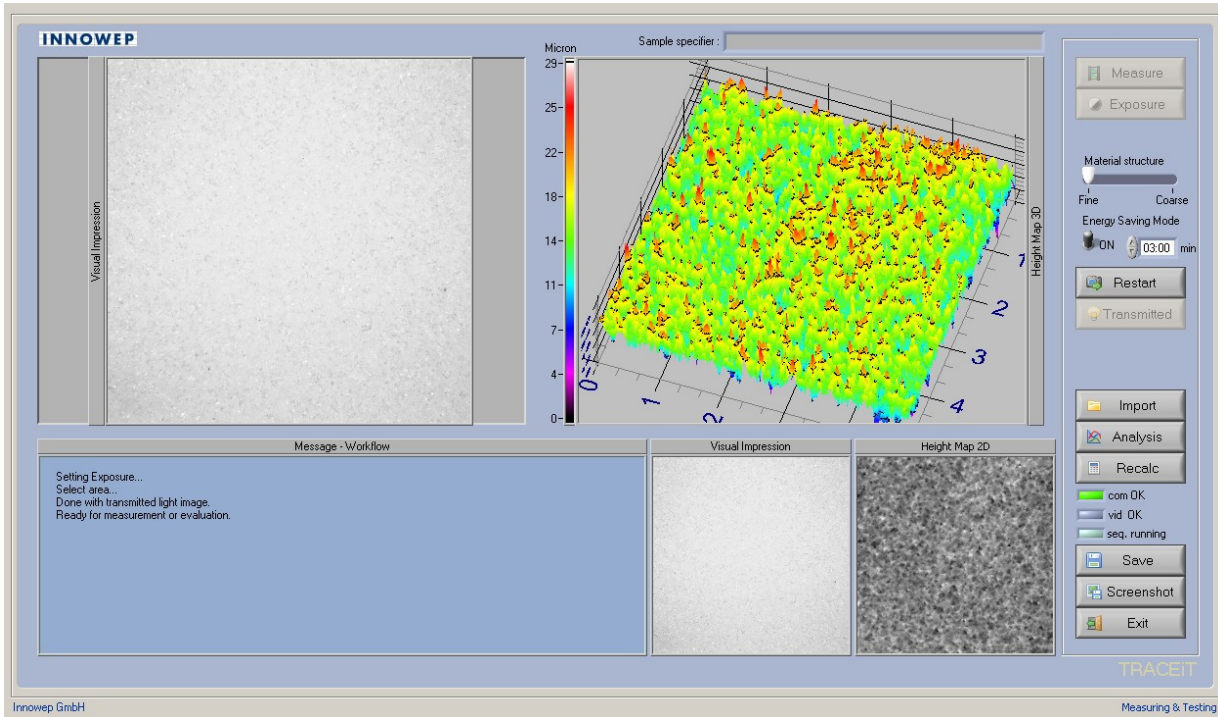 INNOWEP
Sample specifier :
Micron
29
25
22
18
14
11
7
4
0
Visual Impression
Height Map 3D
0
1
2
1
2
3
4
Measure
Exposure
Material structure
Fine Coarse
Energy Saving Mode
ON 03:00 min
Restart
Transmitted
Import
Analysis
Recalc
com OK
vid OK
seq. running
Save
Screenshot
Exit
Message - Workflow
Setting Exposure...
Select area...
Done with transmitted light image.
Ready for measurement or evaluation.
Visual Impression
Height Map 2D
TRACEiT
Innowep GmbH
Measuring & Testing